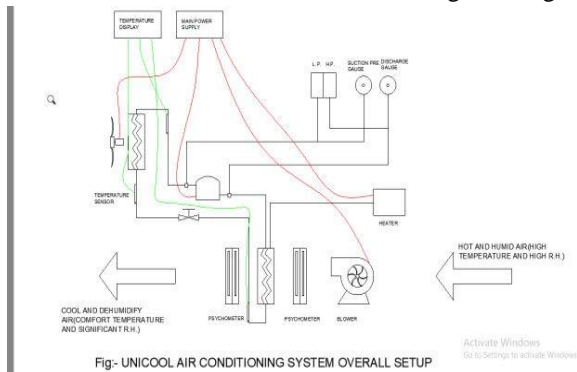 TEMPERATURE
DISPLAY
MAIN POWER
SUPPLY
L.P. H.P.
SUCTION PRE
GAUGE
DISCHARGE
GAUGE
TEMPERATURE
SENSOR
HEATER
HOT AND HUMID AIR(HIGH
TEMPERATURE AND HIGH R.H.)
COOL AND DEHUMIDIFY
AIR(COMFORT TEMPERATURE
AND SIGNIFICANT R.H.)
PSYCHOMETER
PSYCHOMETER
BLOWER
Activate Windows
Go to Settings to activate Windows
Fig:- UNICOOL AIR CONDITIONING SYSTEM OVERALL SETUP